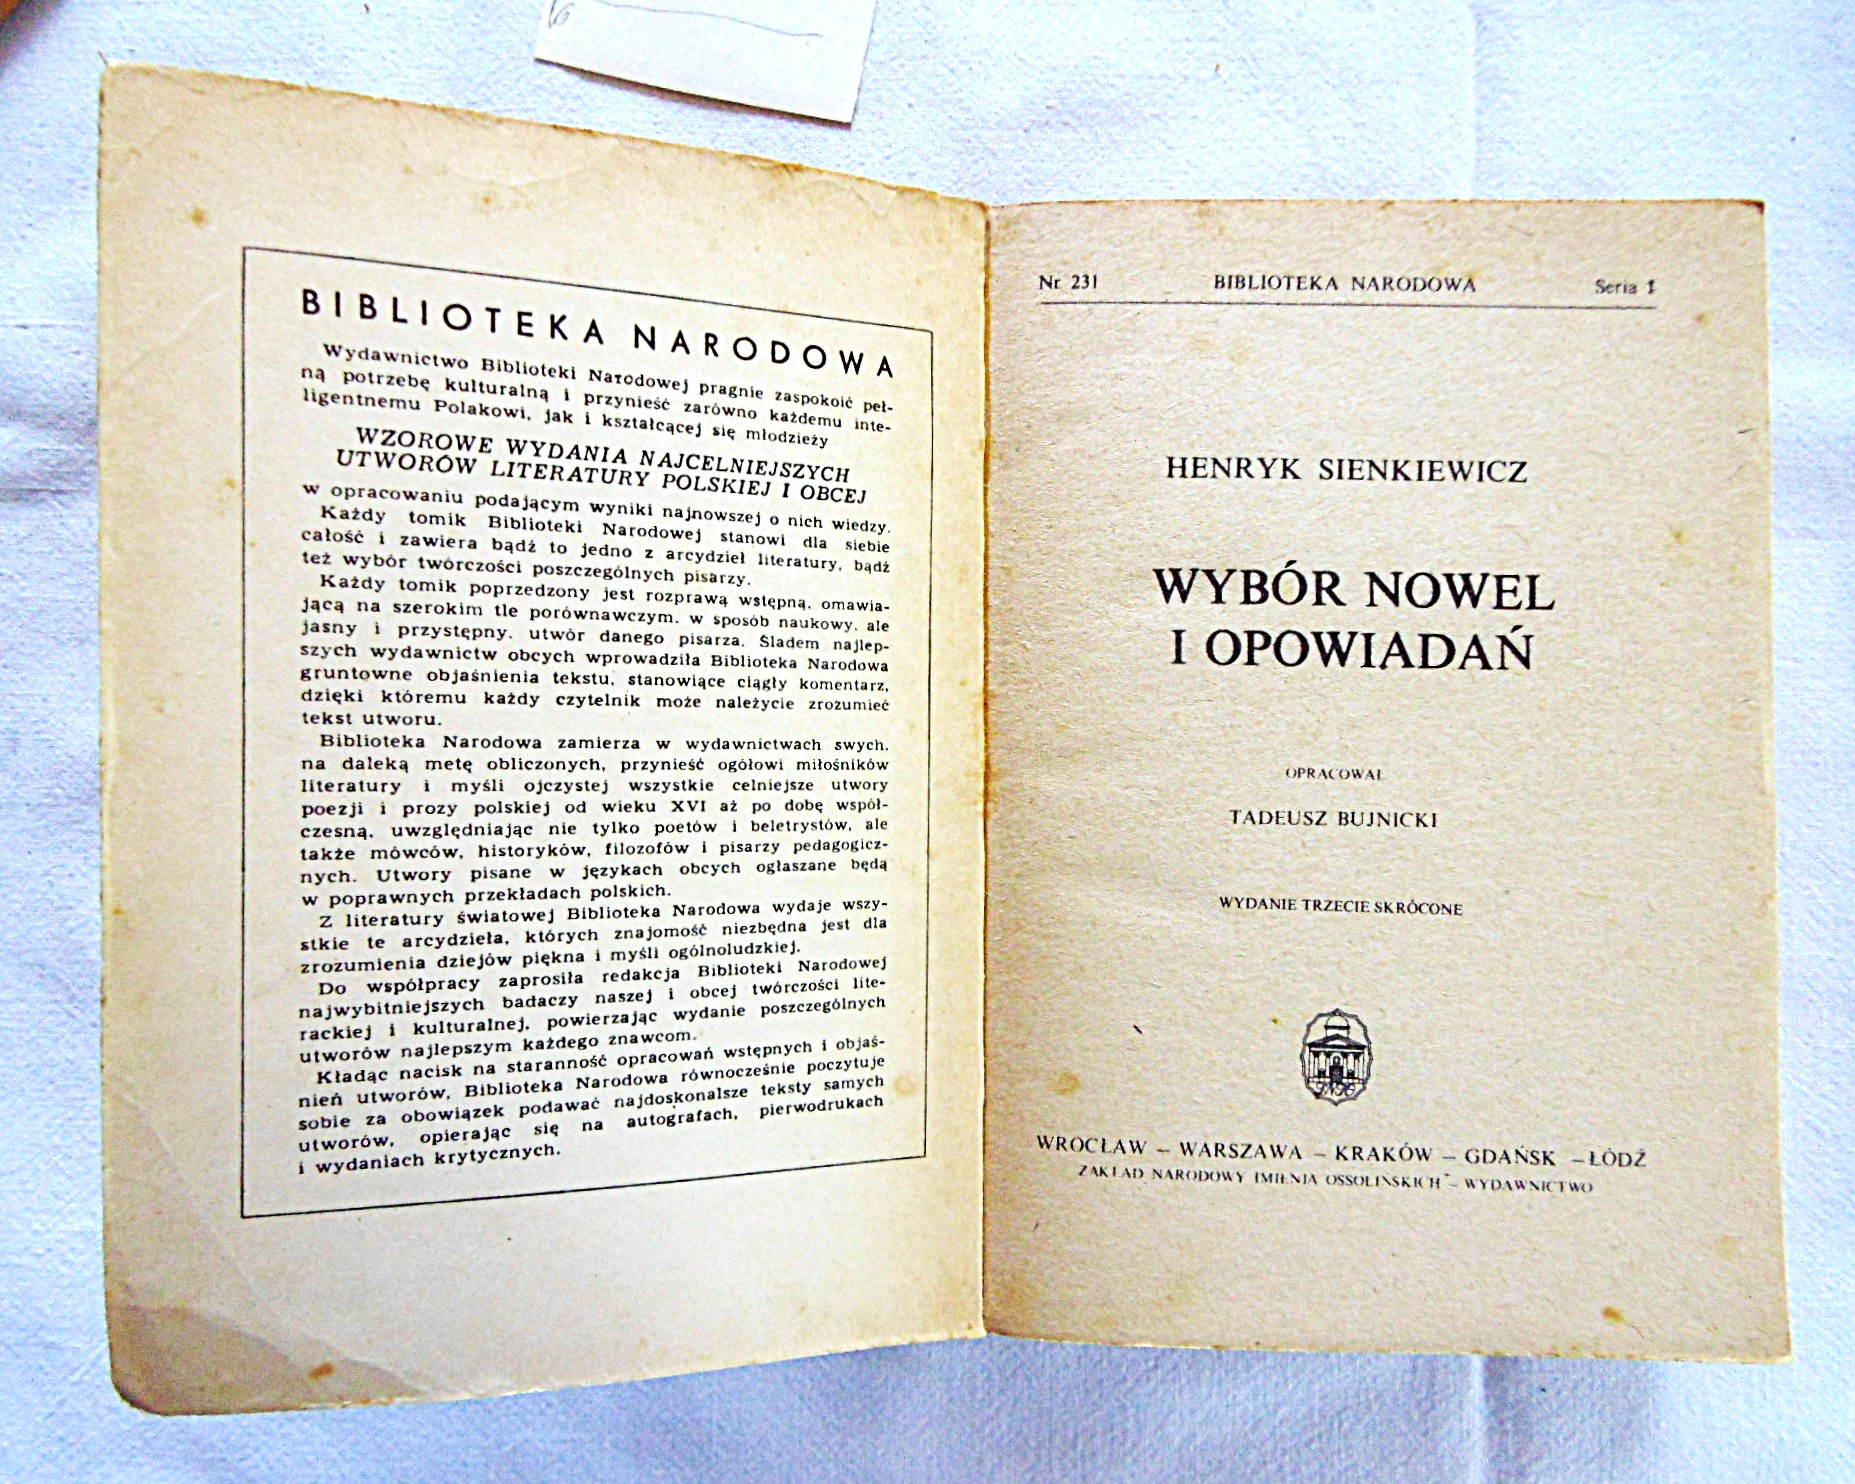 BIBLIOTEKA NARODOWA
Wydawnictwo Biblioteki Narodowej pragnie zaspokoić peł-
ną potrzebę kulturalną i przynieść zarówno każdemu inte-
ligentnemu Polakowi, jak i kształcącej się młodzieży
WZOROWE WYDANIA NAJCELNIEJSZYCH
UTWORÓW LITERATURY POLSKIEJ I OBCEJ
w opracowaniu podającym wyniki najnowszej o nich wiedzy.
Każdy tomik Biblioteki Narodowej stanowi dla siebie
całość i zawiera bądź to jedno z arcydzieł literatury, bądź
też wybór twórczości poszczególnych pisarzy.
Każdy tomik poprzedzony jest rozprawą wstępną, omawia-
jącą na szerokim tle porównawczym, w sposób naukowy, ale
jasny i przystępny, utwór danego pisarza. Śladem najlep-
szych wydawnictw obcych wprowadziła Biblioteka Narodowa
gruntowne objaśnienia tekstu, stanowiące ciągły komentarz,
dzięki któremu każdy czytelnik może należycie zrozumieć
tekst utworu.
Biblioteka Narodowa zamierza w wydawnictwach swych,
na daleką metę obliczonych, przynieść ogółowi miłośników
literatury i myśli ojczystej wszystkie celniejsze utwory
poezji i prozy polskiej od wieku XVI aż po dobę współ-
czesną, uwzględniając nie tylko poetów i beletrystów, ale
także mówców, historyków, filozofów i pisarzy pedagogicz-
nych. Utwory pisane w językach obcych ogłaszane będą
w poprawnych przekładach polskich.
Z literatury światowej Biblioteka Narodowa wydaje wszy-
stkie te arcydzieła, których znajomość niezbędna jest dla
zrozumienia dziejów piękna i myśli ogólnoludzkiej.
Do współpracy zaprosiła redakcja Biblioteki Narodowej
najwybitniejszych badaczy naszej i obcej twórczości lite-
rackiej i kulturalnej, powierzając wydanie poszczególnych
utworów najlepszym każdego znawcom.
Kładąc nacisk na staranność opracowań wstępnych i objaś-
nień utworów, Biblioteka Narodowa równocześnie poczytuje
sobie za obowiązek podawać najdoskonalsze teksty samych
utworów, opierając się na autografach, pierwodrukach
i wydaniach krytycznych.
Nr 231 BIBLIOTEKA NARODOWA Seria I
HENRYK SIENKIEWICZ
WYBÓR NOWEL
I OPOWIADAŃ
OPRACOWAŁ
TADEUSZ BUJNICKI
WYDANIE TRZECIE SKRÓCONE
WROCŁAW – WARSZAWA – KRAKÓW – GDAŃSK – ŁÓDŹ
ZAKŁAD NARODOWY IMIENIA OSSOLIŃSKICH – WYDAWNICTWO